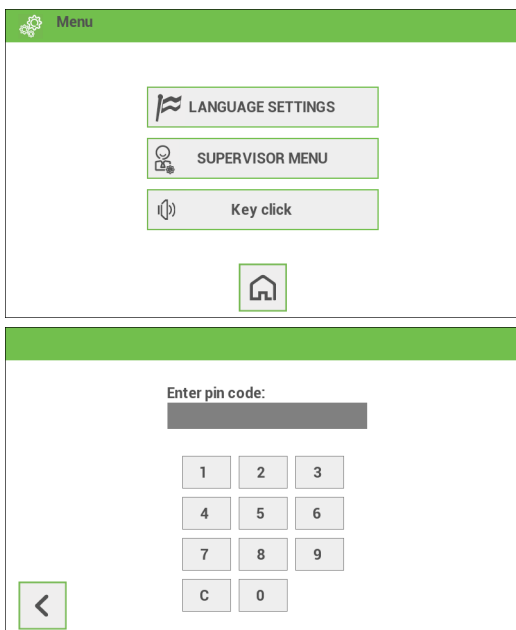 Menu
LANGUAGE SETTINGS
SUPERVISOR MENU
Key click
Enter pin code:
1 2 3
4 5 6
7 8 9
C 0